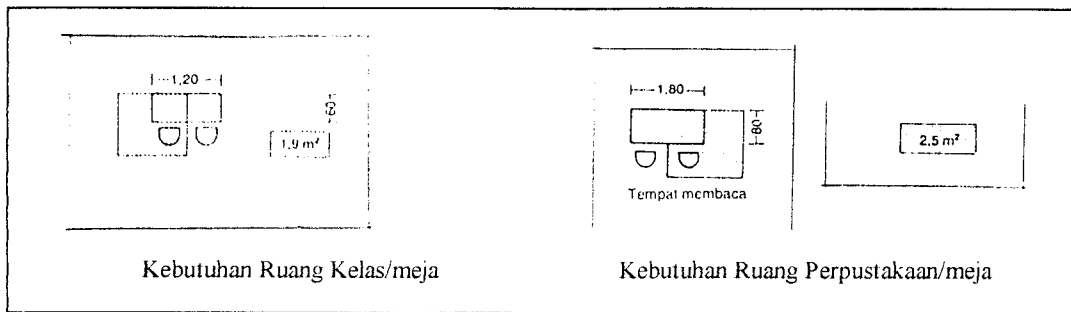 1,20
60
1,9 m²
Kebutuhan Ruang Kelas/meja
1,80
80
Tempat membaca
2,5 m²
Kebutuhan Ruang Perpustakaan/meja